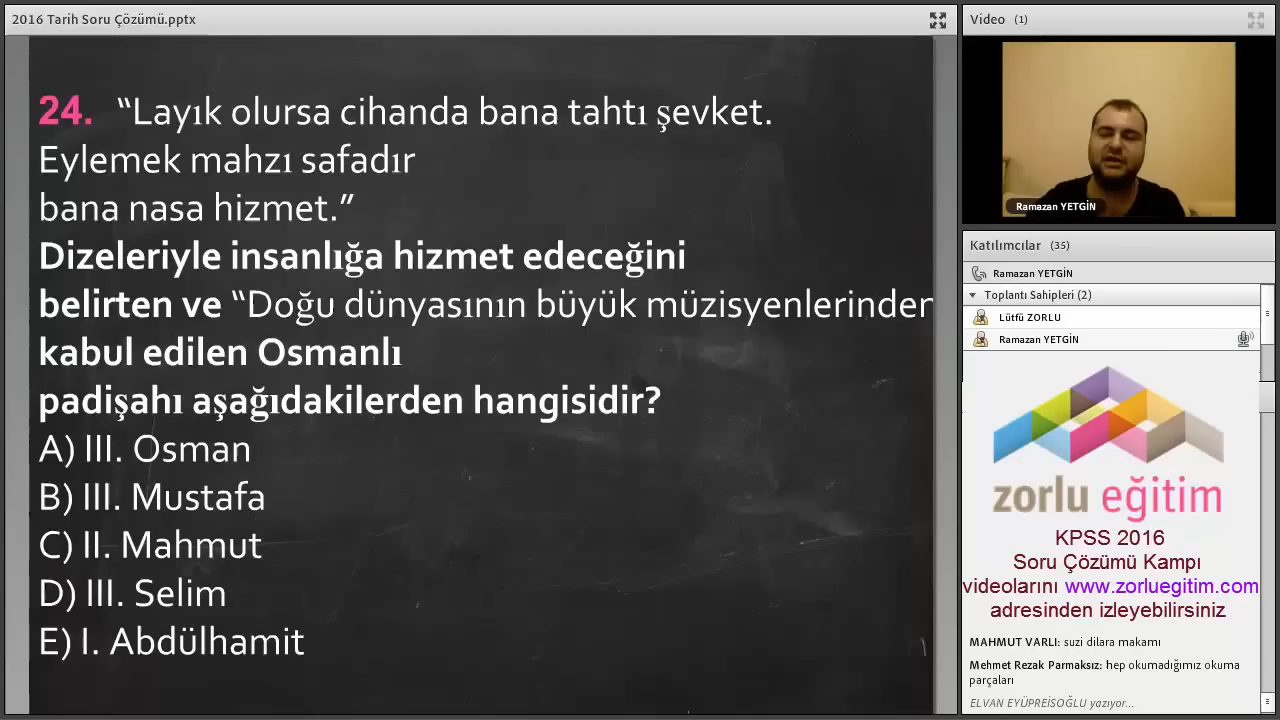 2016 Tarih Soru Çözümü.pptx
24. “Layık olursa cihanda bana tahtı şevket.
Eylemek mahzı safadır
bana nasa hizmet.”
Dizeleriyle insanlığa hizmet edeceğini
belirten ve “Doğu dünyasının büyük müzisyenlerinden
kabul edilen Osmanlı
padişahı aşağıdakilerden hangisidir?
A) III. Osman
B) III. Mustafa
C) II. Mahmut
D) III. Selim
E) I. Abdülhamit
Video (1)
Ramazan YETGİN
Katılımcılar (35)
Ramazan YETGİN
Toplantı Sahipleri (2)
Lütfü ZORLU
Ramazan YETGİN
zorlu eğitim
KPSS 2016
Soru Çözümü Kampı
videolarını www.zorluegitim.com
adresinden izleyebilirsiniz
MAHMUT VARLI: suzi dilara makamı
Mehmet Rezak Parmaksız: hep okumadığımız okuma
parçaları
ELVAN EYÜPREİSOĞLU yazıyor...